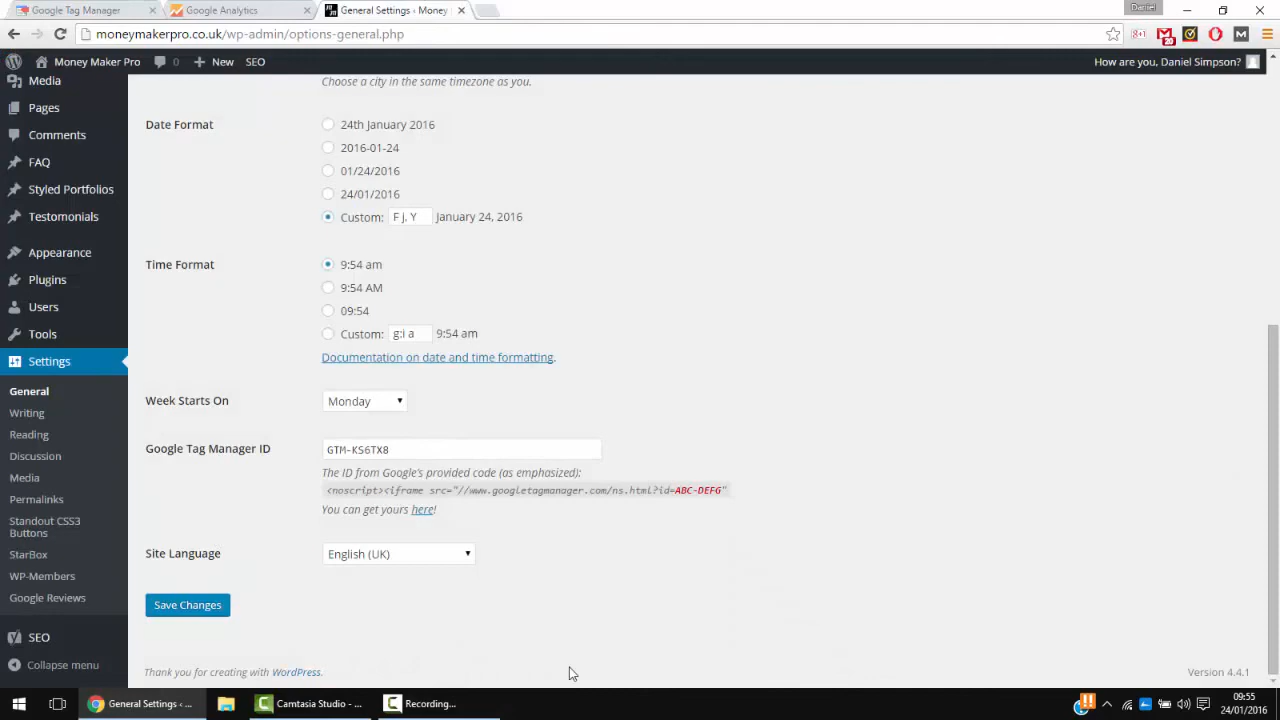 Google Tag Manager
Google Analytics
General Settings ‹ Money
Daniel
moneymakerpro.co.uk/wp-admin/options-general.php
20
Money Maker Pro
0
New
SEO
How are you, Daniel Simpson?
Media
Pages
Comments
FAQ
Styled Portfolios
Testimonials
Appearance
Plugins
Users
Tools
Settings
General
Writing
Reading
Discussion
Media
Permalinks
Standout CSS3
Buttons
StarBox
WP-Members
Google Reviews
SEO
Collapse menu
Choose a city in the same timezone as you.
Date Format
24th January 2016
2016-01-24
01/24/2016
24/01/2016
Custom: F j, Y January 24, 2016
Time Format
9:54 am
9:54 AM
09:54
Custom: g:i a 9:54 am
Documentation on date and time formatting.
Week Starts On
Monday
Google Tag Manager ID
GTM-KS6TX8
The ID from Google's provided code (as emphasized):
<noscript><iframe src="//www.googletagmanager.com/ns.html?id=ABC-DEFG"
You can get yours here!
Site Language
English (UK)
Save Changes
Thank you for creating with WordPress.
Version 4.4.1
General Settings ‹ ...
Camtasia Studio - ...
Recording...
09:55
24/01/2016